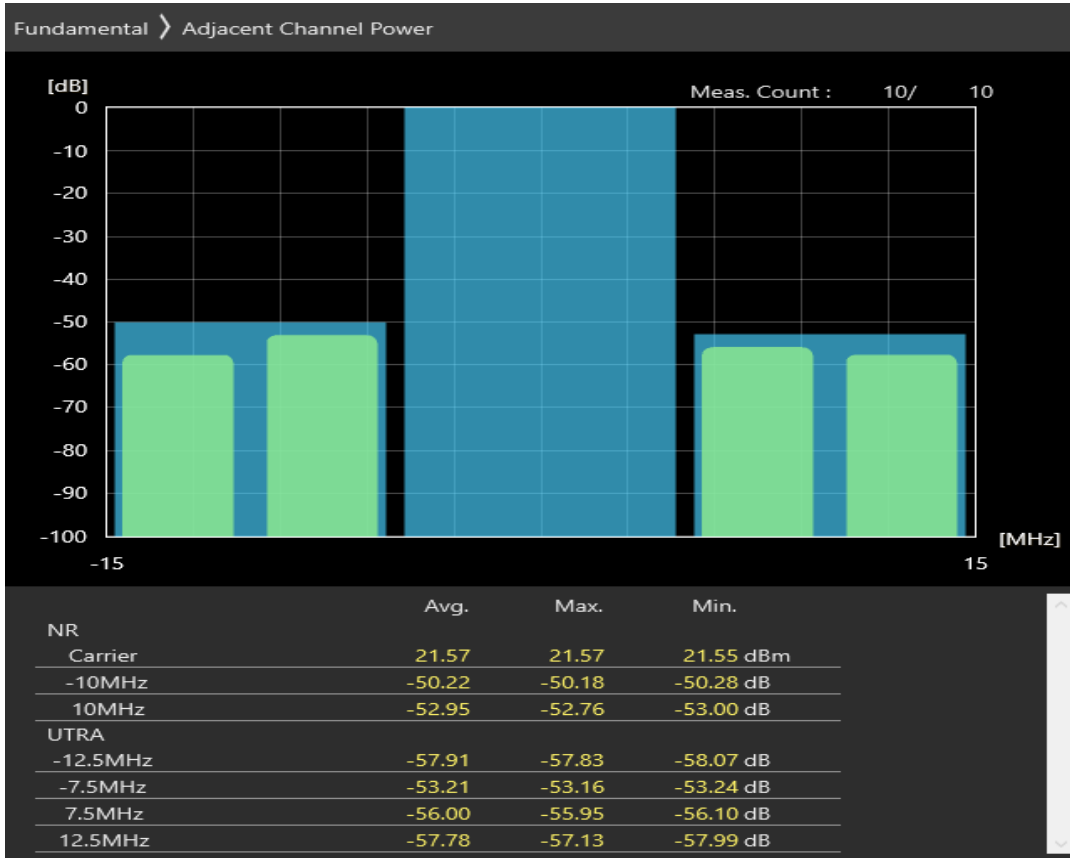 Fundamental ❯ Adjacent Channel Power
[dB]
Meas. Count : 10/ 10
0
-10
-20
-30
-40
-50
-60
-70
-80
-90
-100
[MHz]
-15 15
Avg. Max. Min.
NR
Carrier 21.57 21.57 21.55 dBm
-10MHz -50.22 -50.18 -50.28 dB
10MHz -52.95 -52.76 -53.00 dB
UTRA
-12.5MHz -57.91 -57.83 -58.07 dB
-7.5MHz -53.21 -53.16 -53.24 dB
7.5MHz -56.00 -55.95 -56.10 dB
12.5MHz -57.78 -57.13 -57.99 dB